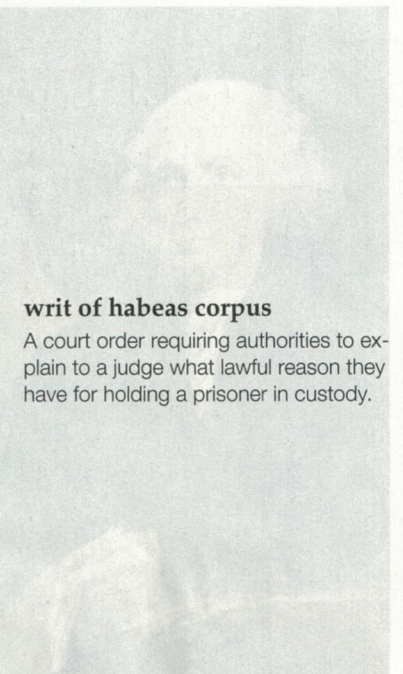 writ of habeas corpus
A court order requiring authorities to ex-
plain to a judge what lawful reason they
have for holding a prisoner in custody.